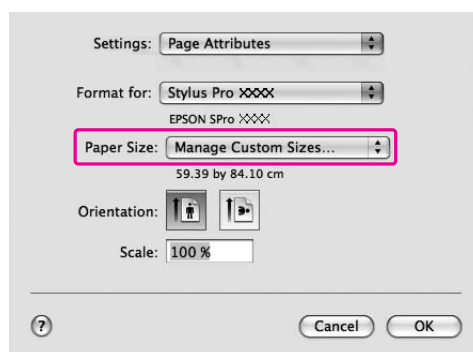 Settings: Page Attributes
Format for: Stylus Pro XXXX
EPSON SPro XXXX
Paper Size: Manage Custom Sizes...
59.39 by 84.10 cm
Orientation:
Scale: 100 %
?
Cancel OK